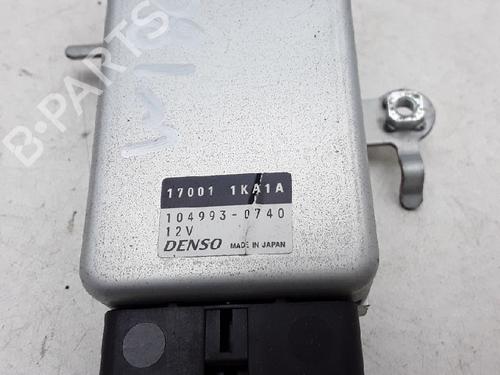 B-PARTS
17001 1KA1A
104993-0740
12V
DENSO MADE IN JAPAN